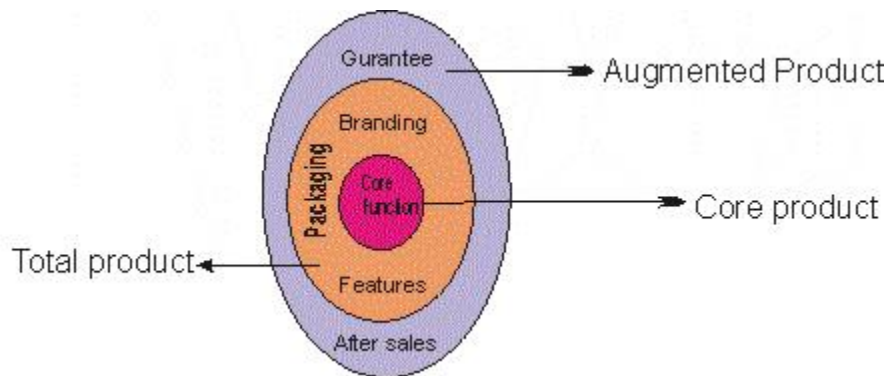 Gurantee
Augmented Product
Branding
Packaging
Core
function
Core product
Total product
Features
After sales